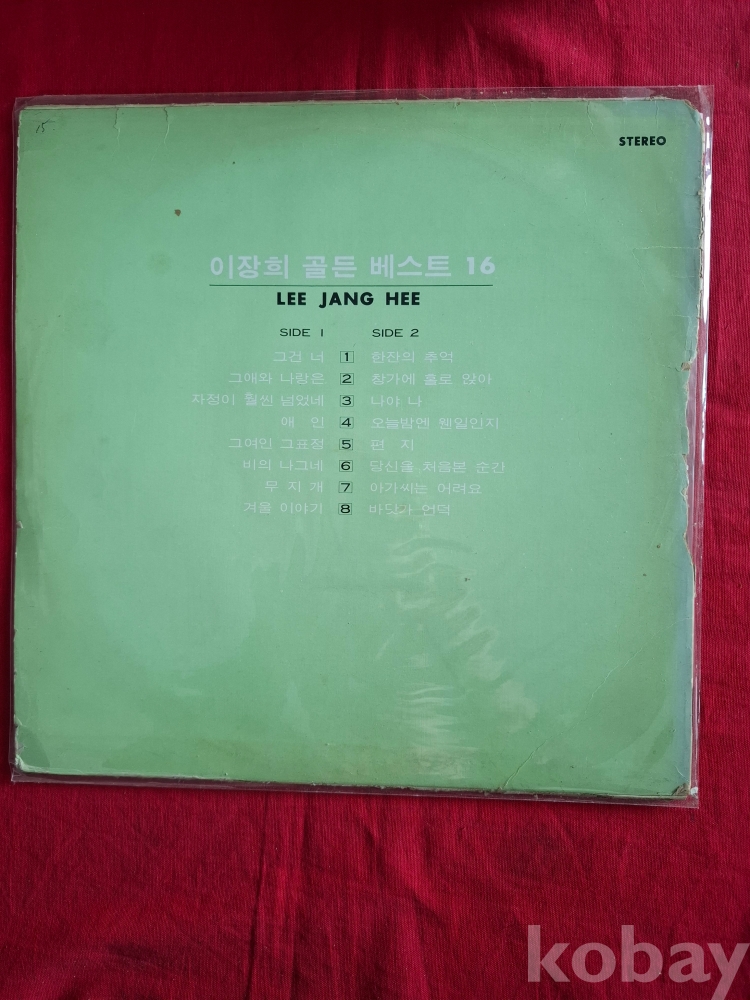 15
STEREO
이장희 골든 베스트 16
LEE JANG HEE
SIDE 1 SIDE 2
그건 너 1 한잔의 추억
그애와 나랑은 2 창가에 홀로 앉아
자정이 훨씬 넘었네 3 나야 나
애 인 4 오늘밤엔 웬일인지
그여인 그표정 5 편 지
비의 나그네 6 당신을 처음본 순간
무 지 개 7 아가씨는 어려요
겨울 이야기 8 바닷가 언덕
kobay